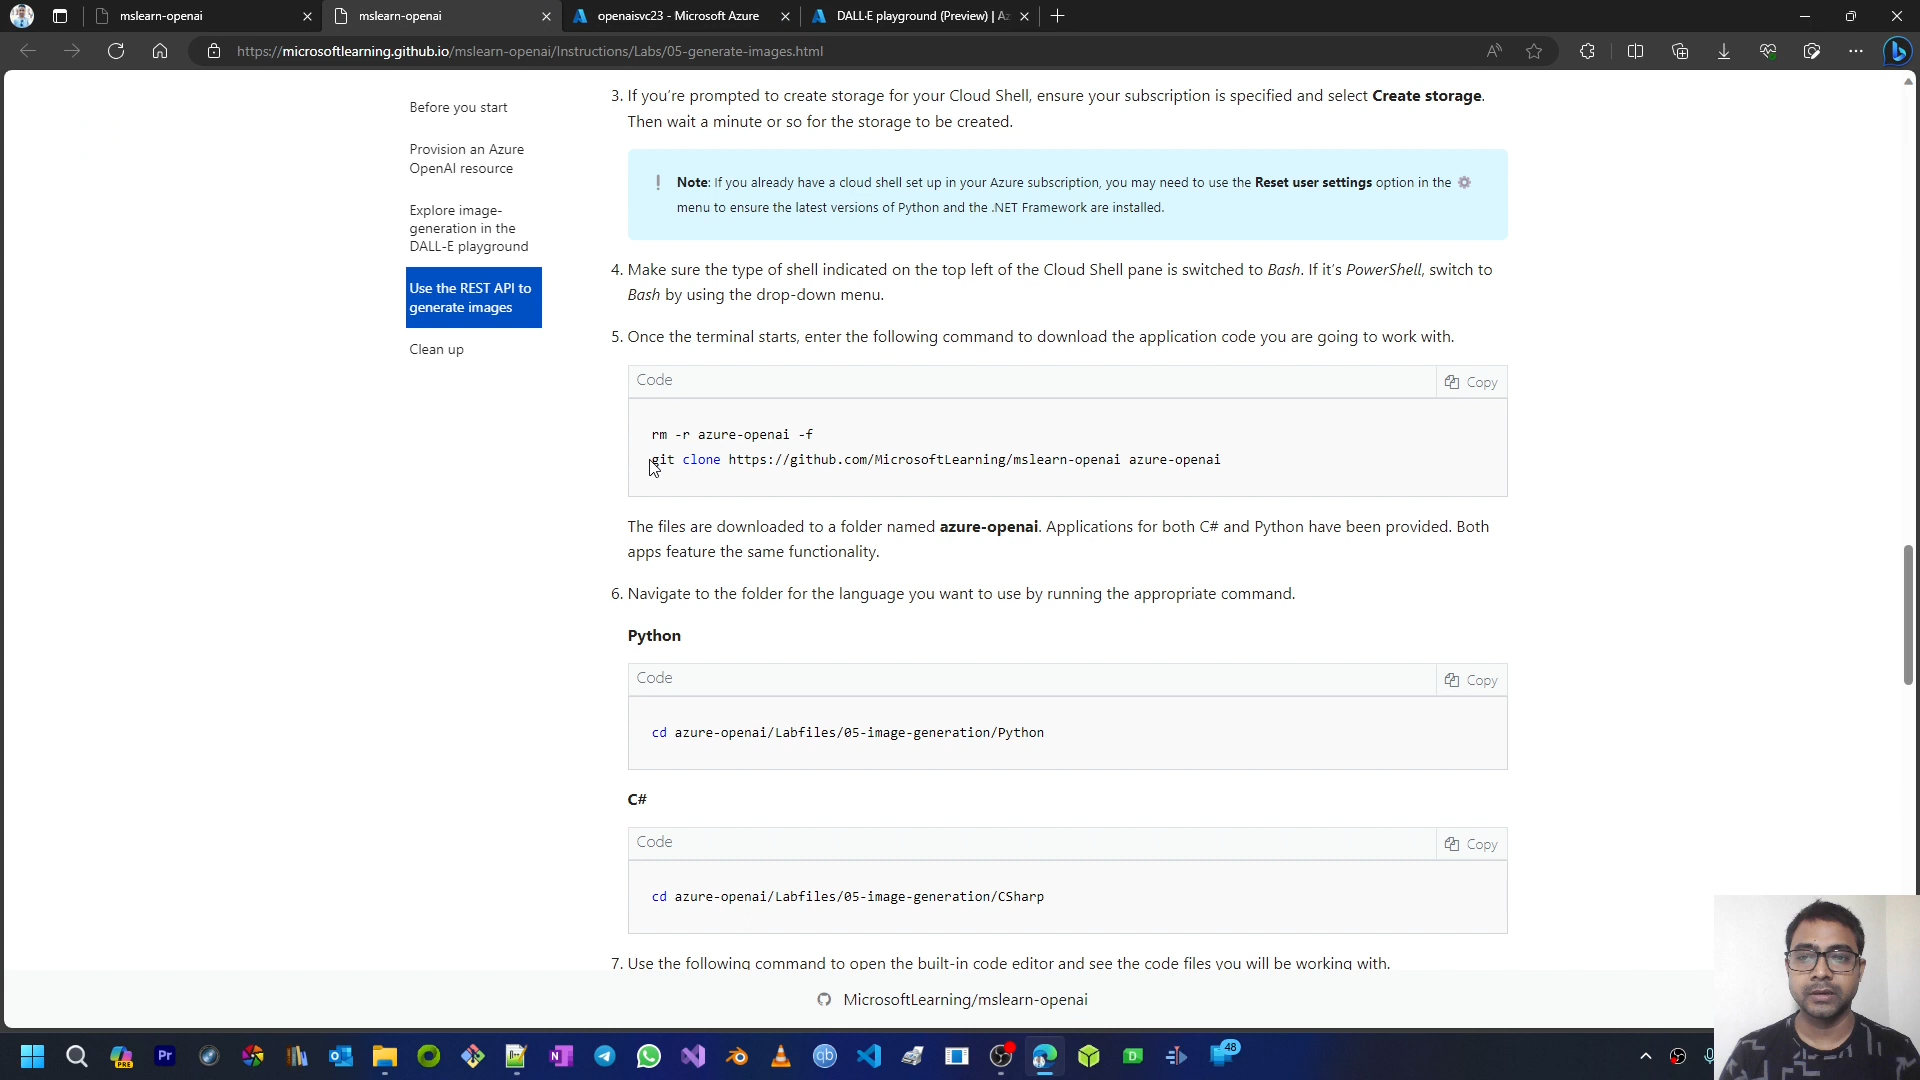 mslearn-openai
mslearn-openai
openaisvc23 - Microsoft Azure
DALL·E playground (Preview) | Az
https://microsoftlearning.github.io/mslearn-openai/Instructions/Labs/05-generate-images.html
Before you start
Provision an Azure
OpenAI resource
Explore image-
generation in the
DALL-E playground
Use the REST API to
generate images
Clean up
3. If you're prompted to create storage for your Cloud Shell, ensure your subscription is specified and select Create storage.
Then wait a minute or so for the storage to be created.
Note: If you already have a cloud shell set up in your Azure subscription, you may need to use the Reset user settings option in the ⚙
menu to ensure the latest versions of Python and the .NET Framework are installed.
4. Make sure the type of shell indicated on the top left of the Cloud Shell pane is switched to Bash. If it's PowerShell, switch to
Bash by using the drop-down menu.
5. Once the terminal starts, enter the following command to download the application code you are going to work with.
Code
Copy
rm -r azure-openai -f
git clone https://github.com/MicrosoftLearning/mslearn-openai azure-openai
The files are downloaded to a folder named azure-openai. Applications for both C# and Python have been provided. Both
apps feature the same functionality.
6. Navigate to the folder for the language you want to use by running the appropriate command.
Python
Code
Copy
cd azure-openai/Labfiles/05-image-generation/Python
C#
Code
Copy
cd azure-openai/Labfiles/05-image-generation/CSharp
7. Use the following command to open the built-in code editor and see the code files you will be working with.
MicrosoftLearning/mslearn-openai
PRE
Pr
N
qb
D
48